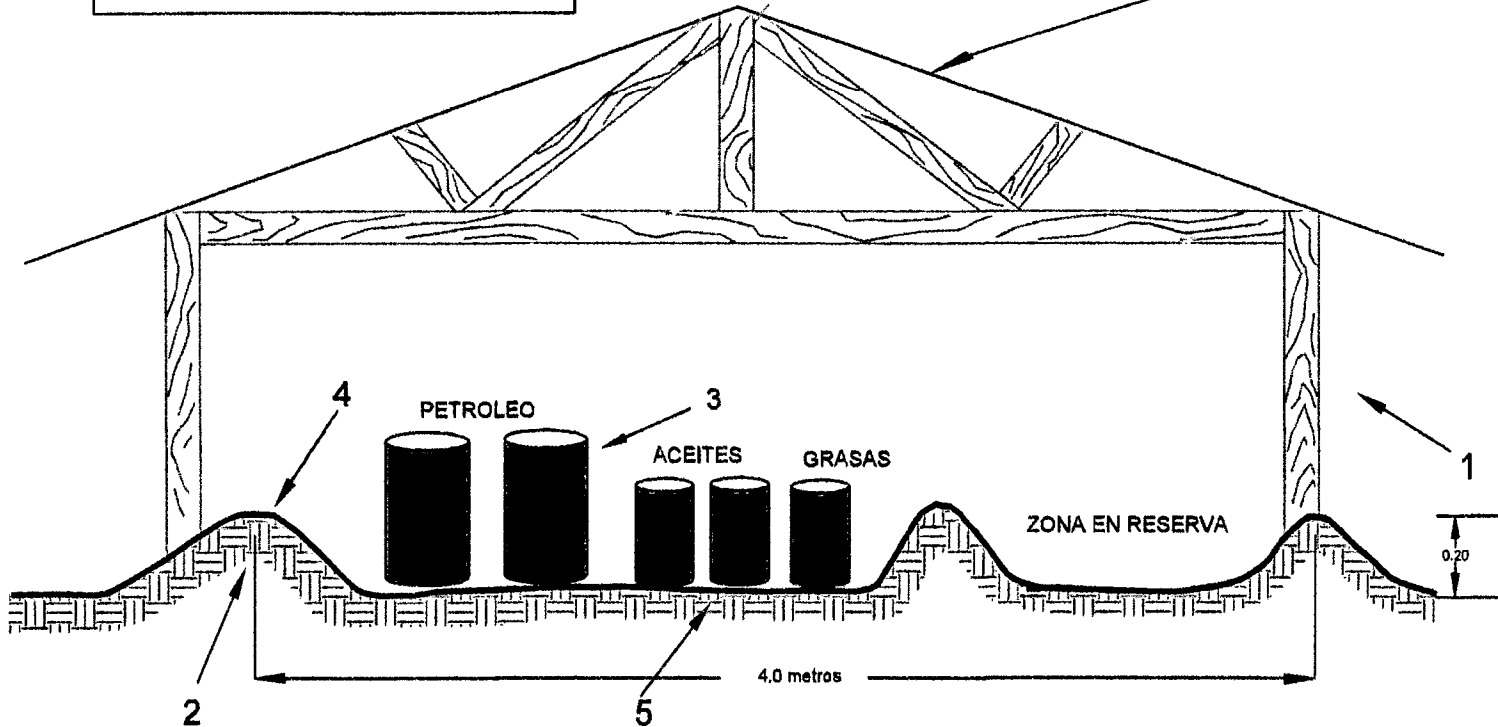 4
PETROLEO
3
ACEITES
GRASAS
1
ZONA EN RESERVA
0.20
4.0 metros
2
5